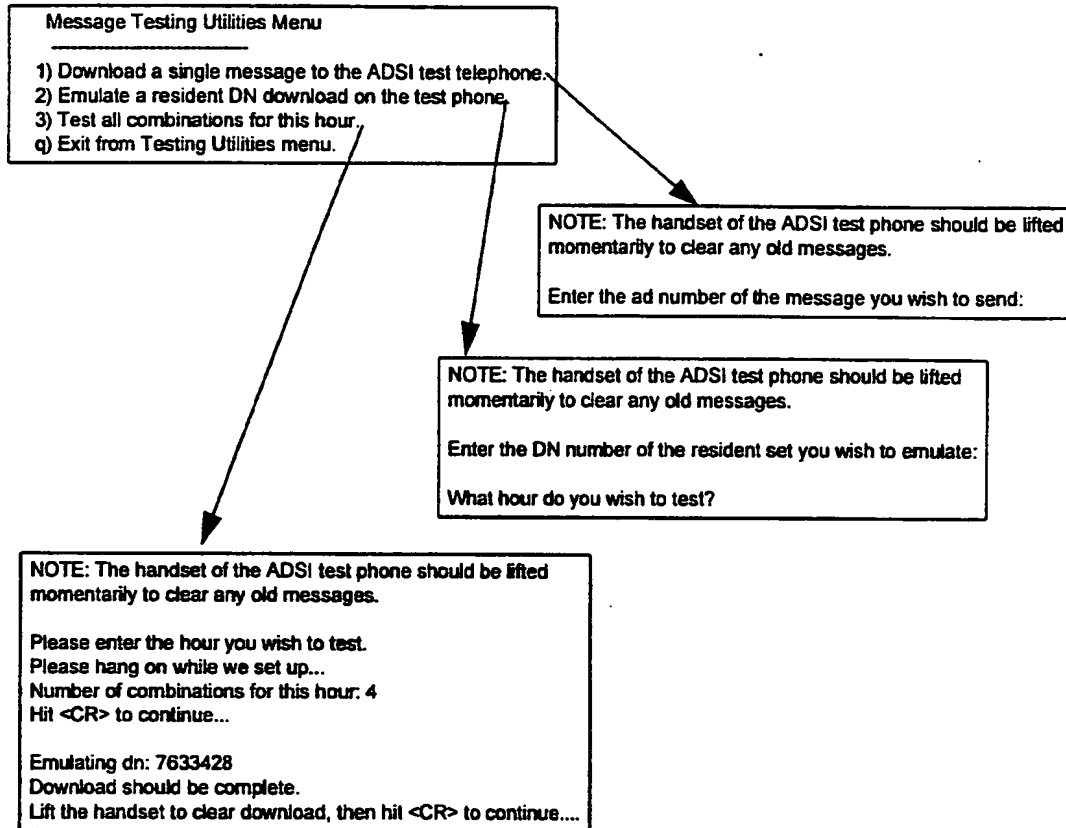 Message Testing Utilities Menu
1) Download a single message to the ADSI test telephone.
2) Emulate a resident DN download on the test phone.
3) Test all combinations for this hour.
q) Exit from Testing Utilities menu.
NOTE: The handset of the ADSI test phone should be lifted
momentarily to clear any old messages.
Enter the ad number of the message you wish to send:
NOTE: The handset of the ADSI test phone should be lifted
momentarily to clear any old messages.
Enter the DN number of the resident set you wish to emulate:
What hour do you wish to test?
NOTE: The handset of the ADSI test phone should be lifted
momentarily to clear any old messages.
Please enter the hour you wish to test.
Please hang on while we set up...
Number of combinations for this hour: 4
Hit <CR> to continue...
Emulating dn: 7633428
Download should be complete.
Lift the handset to clear download, then hit <CR> to continue....